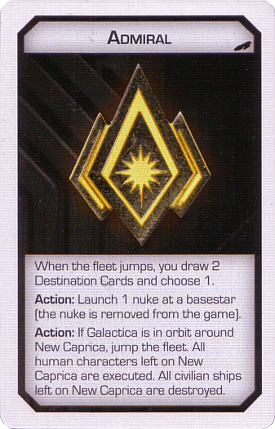 ADMIRAL
When the fleet jumps, you draw 2
Destination Cards and choose 1.
Action: Launch 1 nuke at a basestar
(the nuke is removed from the game).
Action: If Galactica is in orbit around
New Caprica, jump the fleet. All
human characters left on New
Caprica are executed. All civilian ships
left on New Caprica are destroyed.